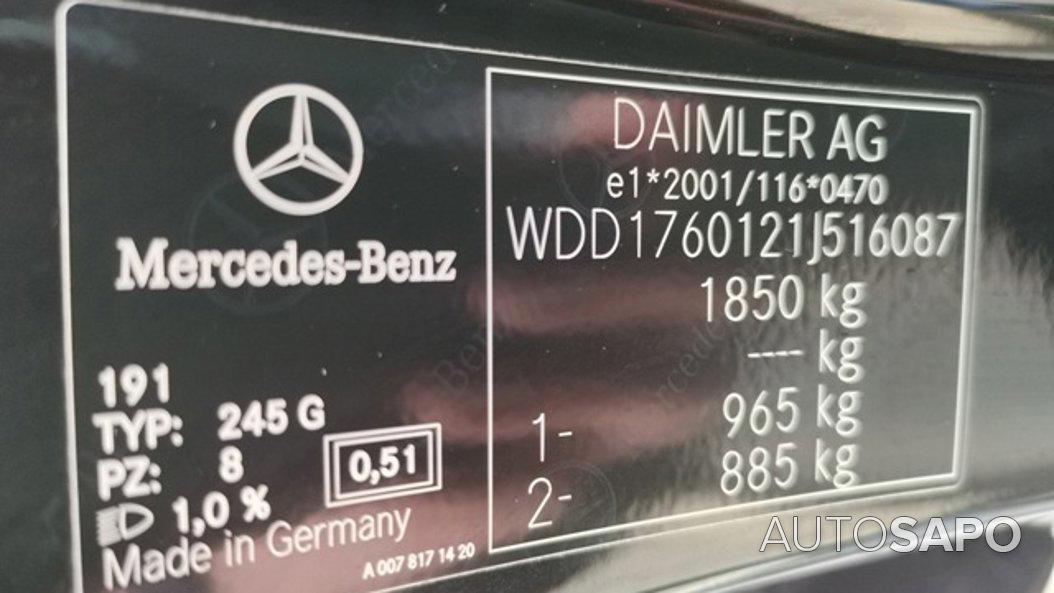 Mercedes-Benz
191
TYP: 245 G
PZ: 8
1,0 %
0,51
Made in Germany
A 007 817 14 20
DAIMLER AG
e1*2001/116*0470
WDD1760121J516087
1850 kg
---- kg
1- 965 kg
2- 885 kg
AUTOSAPO